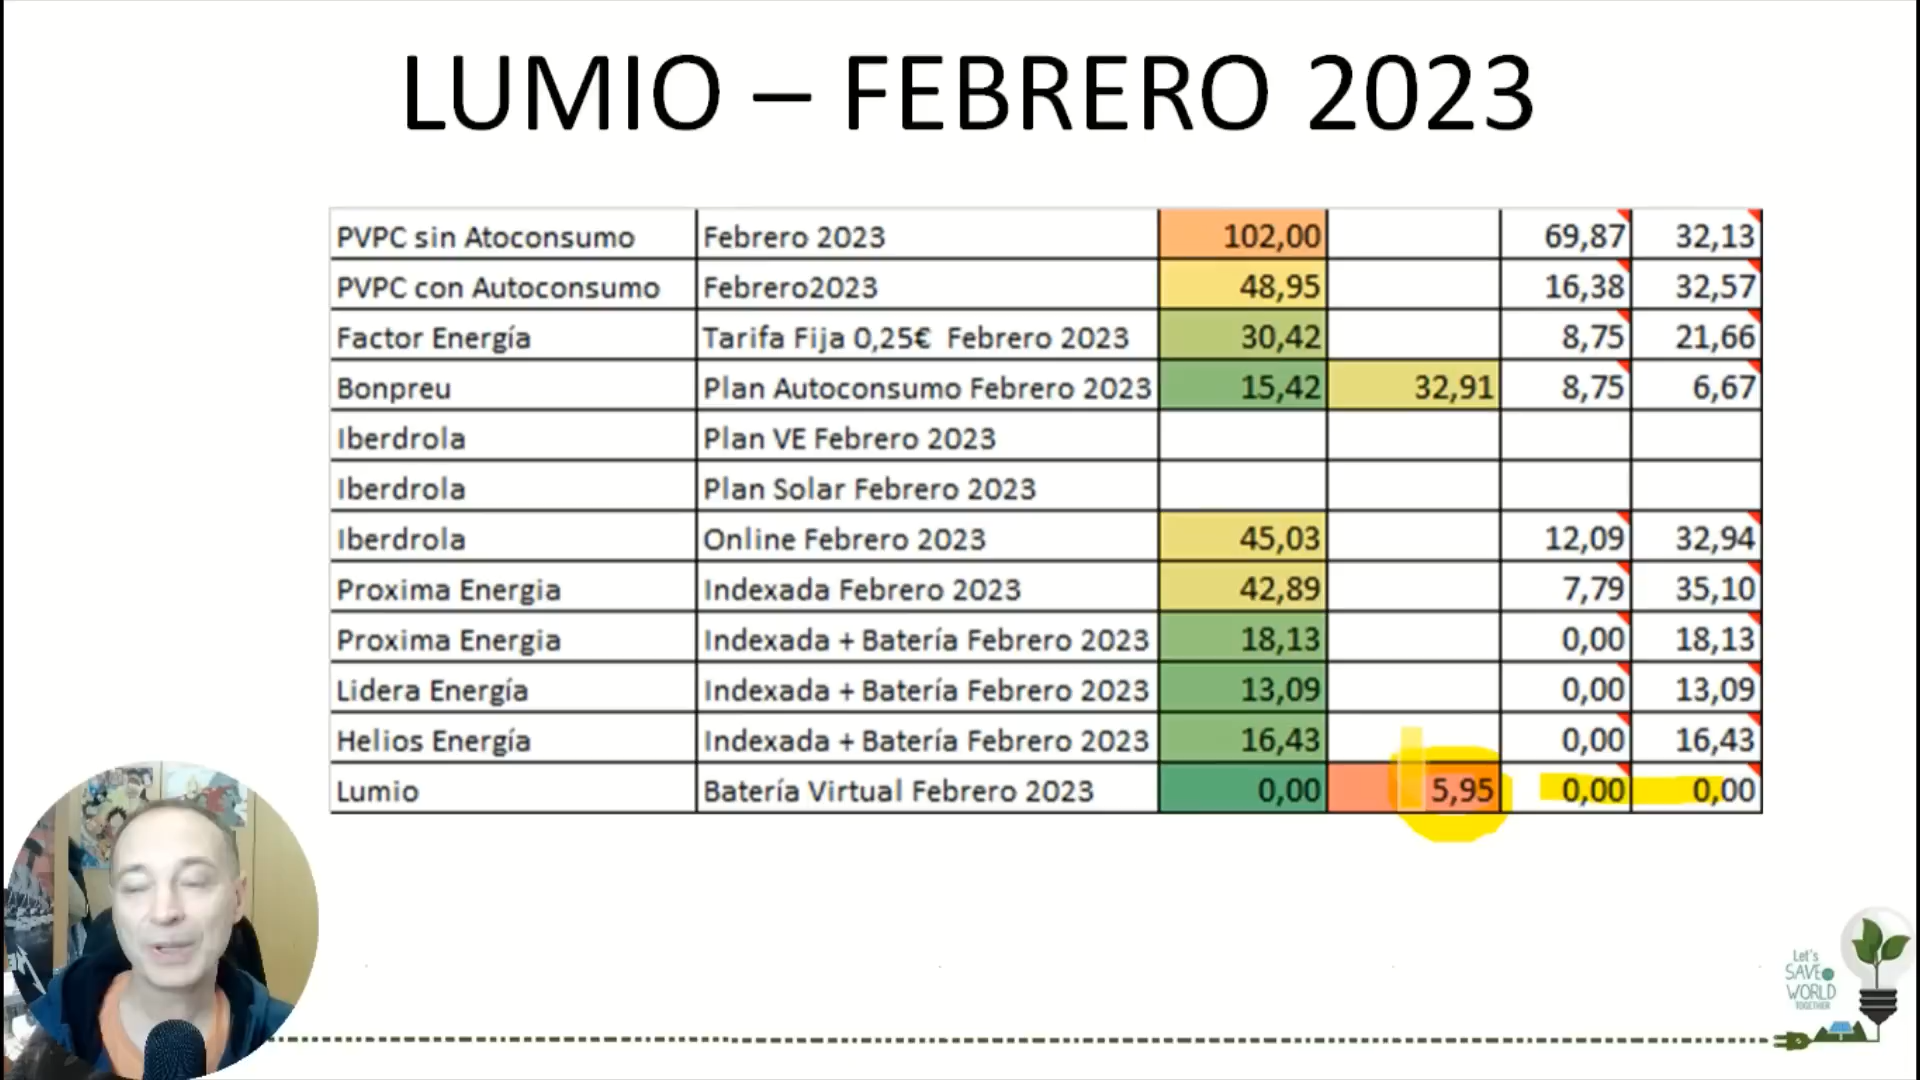 LUMIO – FEBRERO 2023
PVPC sin Atoconsumo Febrero 2023 102,00 69,87 32,13
PVPC con Autoconsumo Febrero2023 48,95 16,38 32,57
Factor Energía Tarifa Fija 0,25€ Febrero 2023 30,42 8,75 21,66
Bonpreu Plan Autoconsumo Febrero 2023 15,42 32,91 8,75 6,67
Iberdrola Plan VE Febrero 2023
Iberdrola Plan Solar Febrero 2023
Iberdrola Online Febrero 2023 45,03 12,09 32,94
Proxima Energia Indexada Febrero 2023 42,89 7,79 35,10
Proxima Energia Indexada + Batería Febrero 2023 18,13 0,00 18,13
Lidera Energía Indexada + Batería Febrero 2023 13,09 0,00 13,09
Helios Energía Indexada + Batería Febrero 2023 16,43 0,00 16,43
Lumio Batería Virtual Febrero 2023 0,00 5,95 0,00 0,00
Let's
SAVE
WORLD
TOGETHER